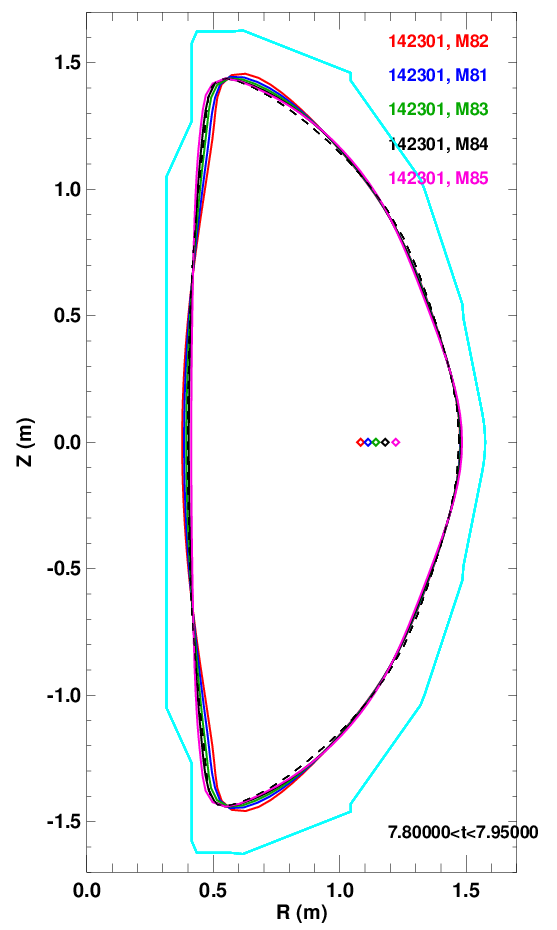 142301, M82
142301, M81
142301, M83
142301, M84
142301, M85
1.5
1.0
0.5
0.0
-0.5
-1.0
-1.5
Z (m)
7.80000<t<7.95000
0.0 0.5 1.0 1.5
R (m)